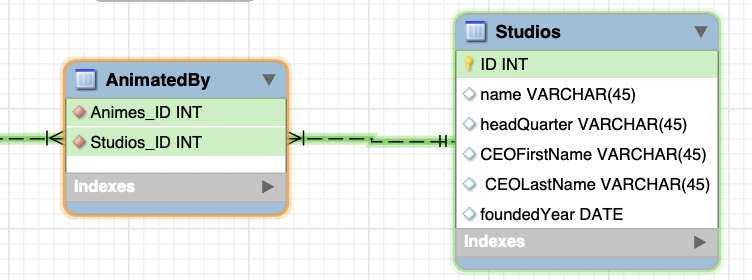 AnimatedBy
Animes_ID INT
Studios_ID INT
Indexes
Studios
ID INT
name VARCHAR(45)
headQuarter VARCHAR(45)
CEOFirstName VARCHAR(45)
CEOLastName VARCHAR(45)
foundedYear DATE
Indexes